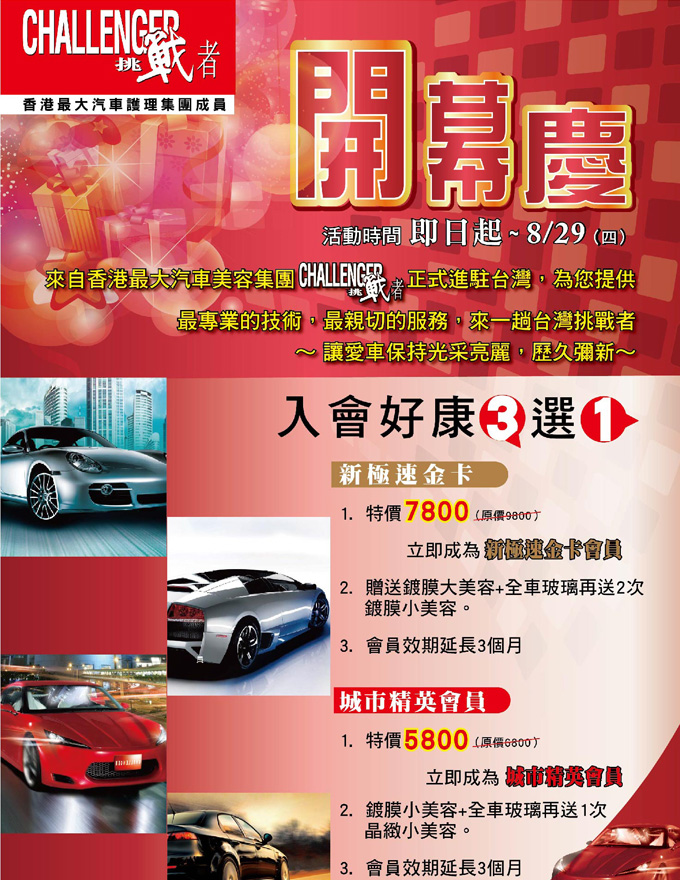 CHALLENGER
挑戰者
香港最大汽車護理集團成員
開幕慶
活動時間 即日起~8/29(四)
來自香港最大汽車美容集團CHALLENGER挑戰者正式進駐台灣，為您提供
最專業的技術，最親切的服務，來一趟台灣挑戰者
～ 讓愛車保持光采亮麗，歷久彌新～
入會好康3選1
新極速金卡
1. 特價7800(原價9800)
立即成為 新極速金卡會員
2. 贈送鍍膜大美容+全車玻璃再送2次
鍍膜小美容。
3. 會員效期延長3個月
員
城市精英會員
1. 特價5800(原價6800)
立即成為 城市精英會員
2. 鍍膜小美容+全車玻璃再送1次
晶緻小美容。
3. 會員效期延長3個月